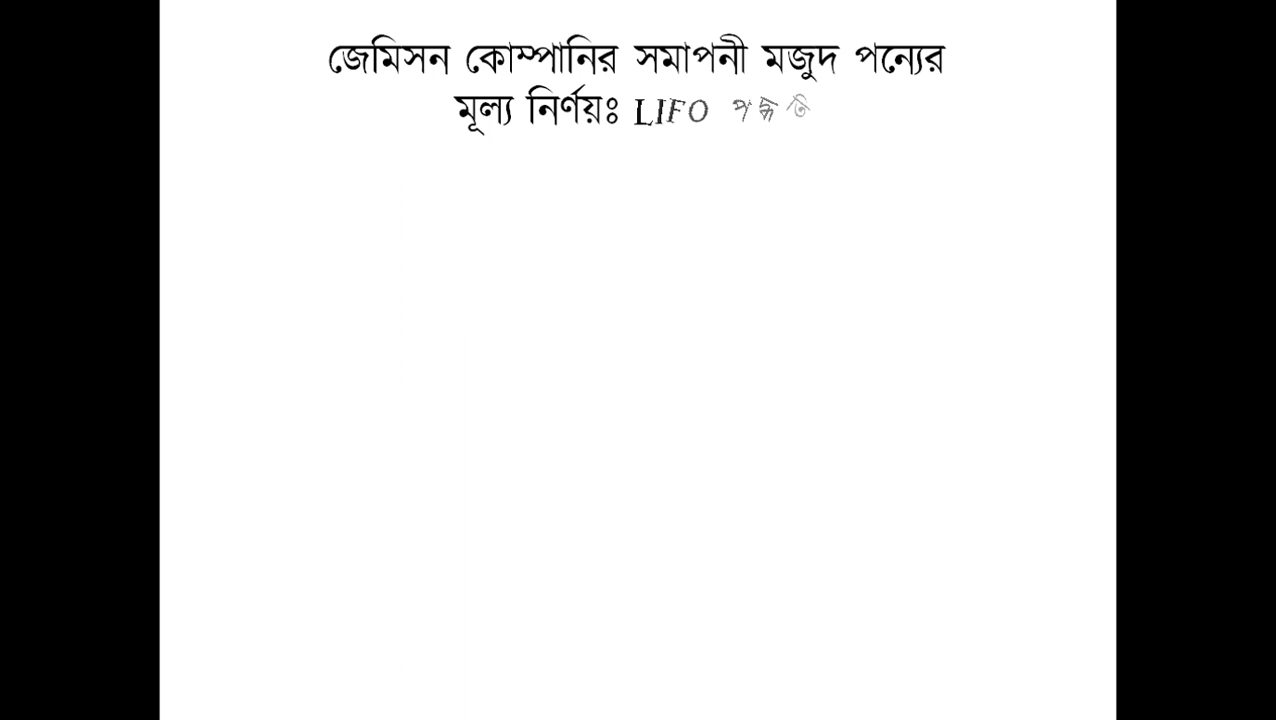 জেমিসন কোম্পানির সমাপনী মজুদ পন্যের
মূল্য নির্ণয়ঃ LIFO পদ্ধতি